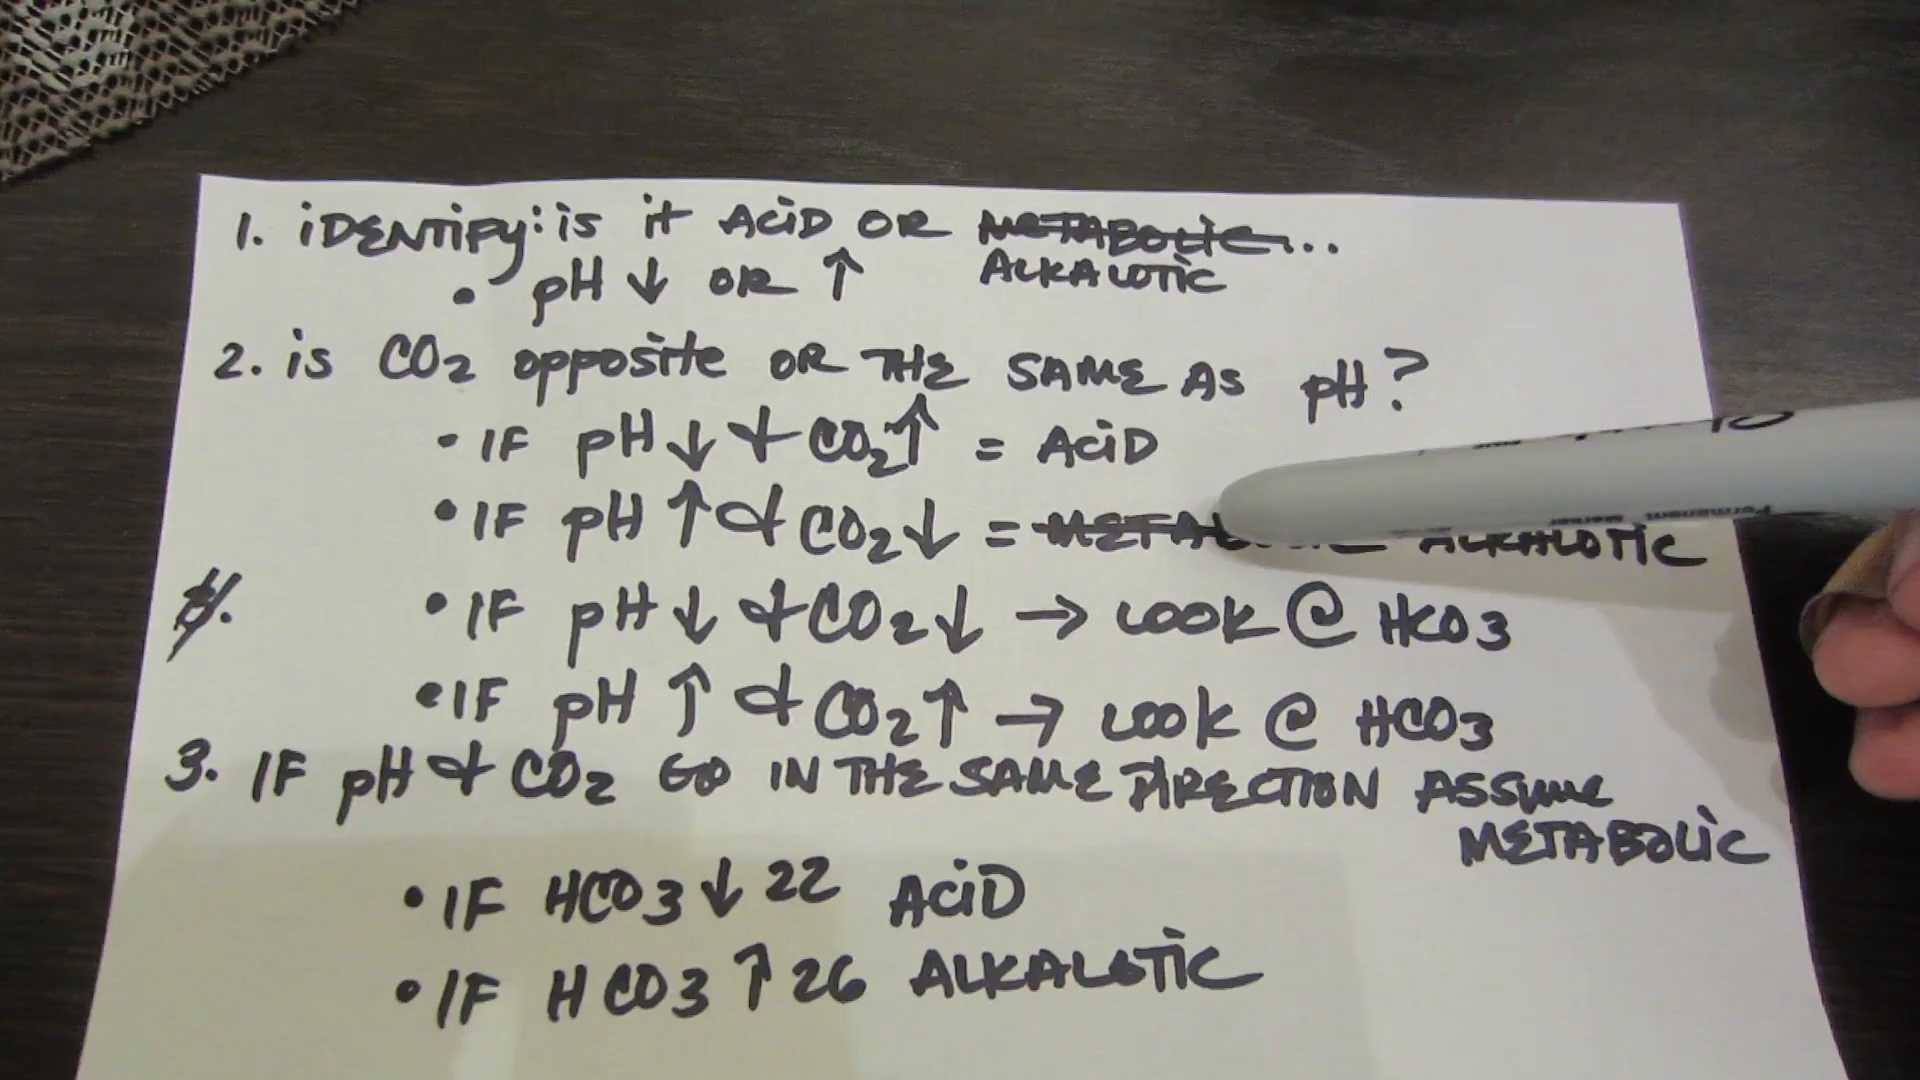 1. iDENTiFy: is it ACiD OR METABOLIC...
• pH ↓ OR ↑ ALKALOTIC
2. is CO2 opposite OR THE SAME AS pH?
• IF pH ↓ & CO2 ↑ = ACiD
• IF pH ↑ & CO2 ↓ = ALKALOTIC
• IF pH ↓ & CO2 ↓ → LOOK @ HCO3
• IF pH ↑ & CO2 ↑ → LOOK @ HCO3
3. IF pH & CO2 GO IN THE SAME DIRECTION ASSUME
METABOLIC
• IF HCO3 ↓ 22 ACiD
• IF HCO3 ↑ 26 ALKALOTIC
Permanent
Marker